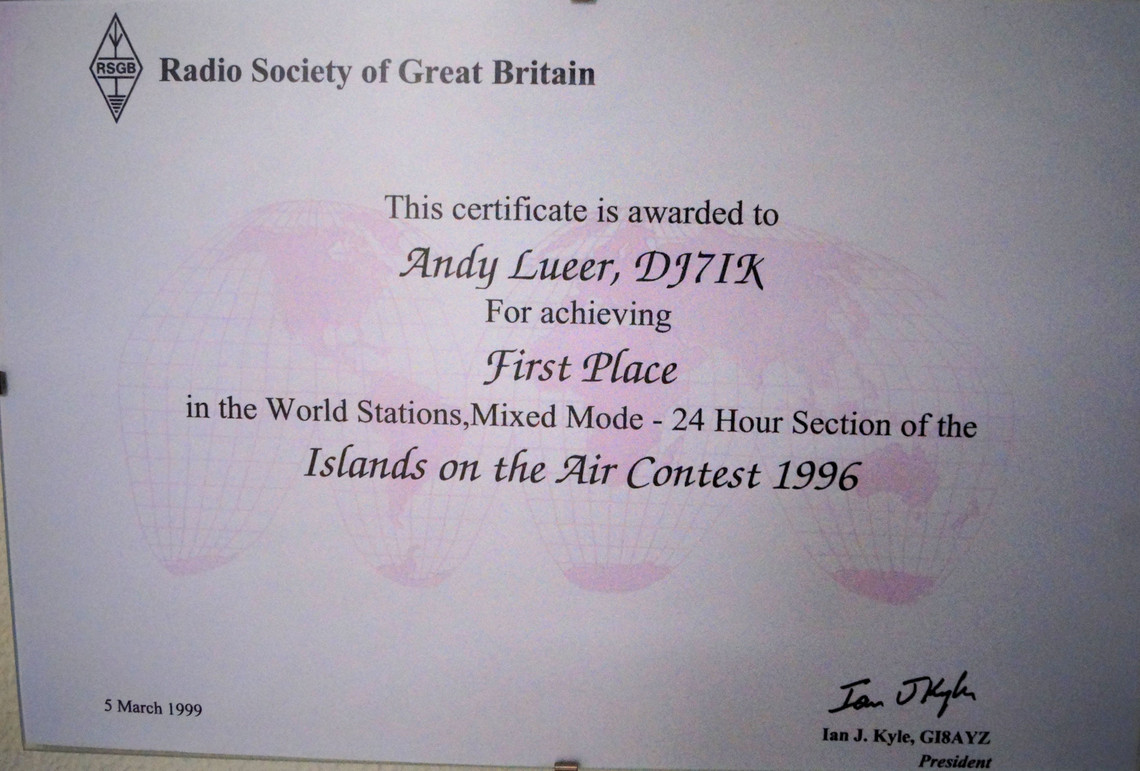 RSGB
Radio Society of Great Britain
This certificate is awarded to
Andy Lueer, DJ7IK
For achieving
First Place
in the World Stations,Mixed Mode - 24 Hour Section of the
Islands on the Air Contest 1996
Ian J Kyle
5 March 1999
Ian J. Kyle, GI8AYZ
President